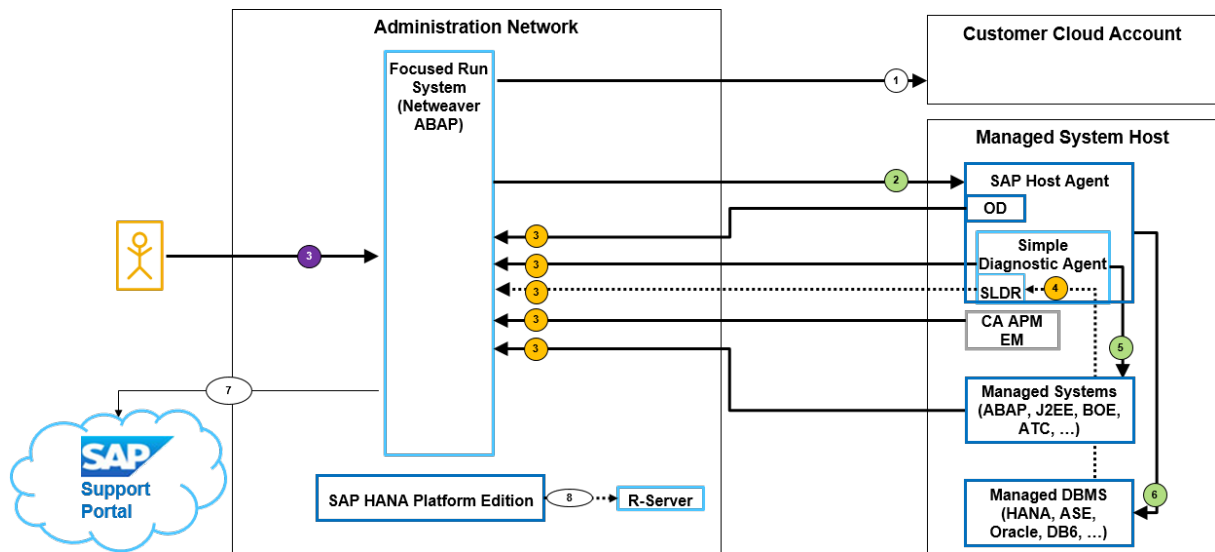 Administration Network
Customer Cloud Account
Focused Run
System
(Netweaver
ABAP)
1
Managed System Host
2
SAP Host Agent
OD
3
3
3
Simple
Diagnostic Agent
3
SLDR
4
3
CA APM
EM
3
5
7
Managed Systems
(ABAP, J2EE, BOE,
ATC, ...)
SAP
Support
Portal
SAP HANA Platform Edition
8
R-Server
Managed DBMS
(HANA, ASE,
Oracle, DB6, ...)
6